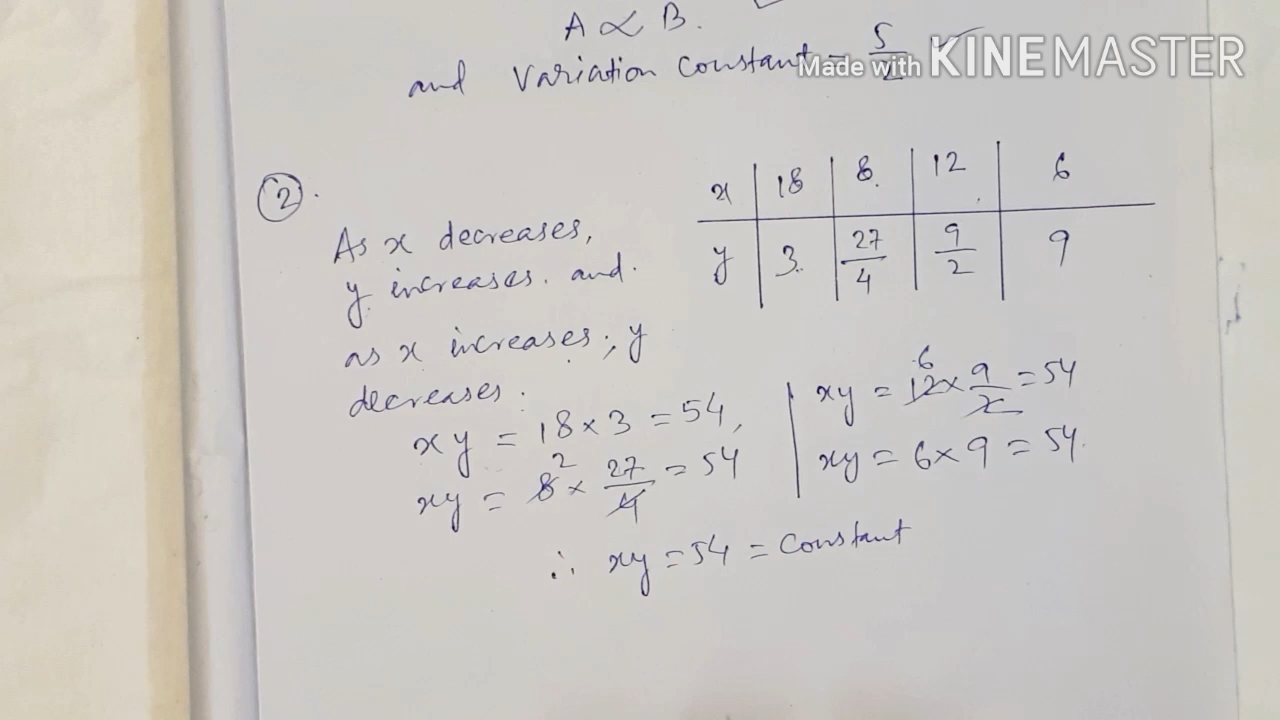 A ∝ B.
and Variation constant = 5/2
Made with KINEMASTER
2.
x | 18 | 8. | 12 | 6
y | 3. | 27/4 | 9/2 | 9
As x decreases,
y increases. and.
as x increases; y
decreases.
xy = 18 × 3 = 54,
xy = 8 2 × 27/4 = 54
xy = 12 6 × 9/2 = 54
xy = 6 × 9 = 54.
∴ xy = 54 = Constant